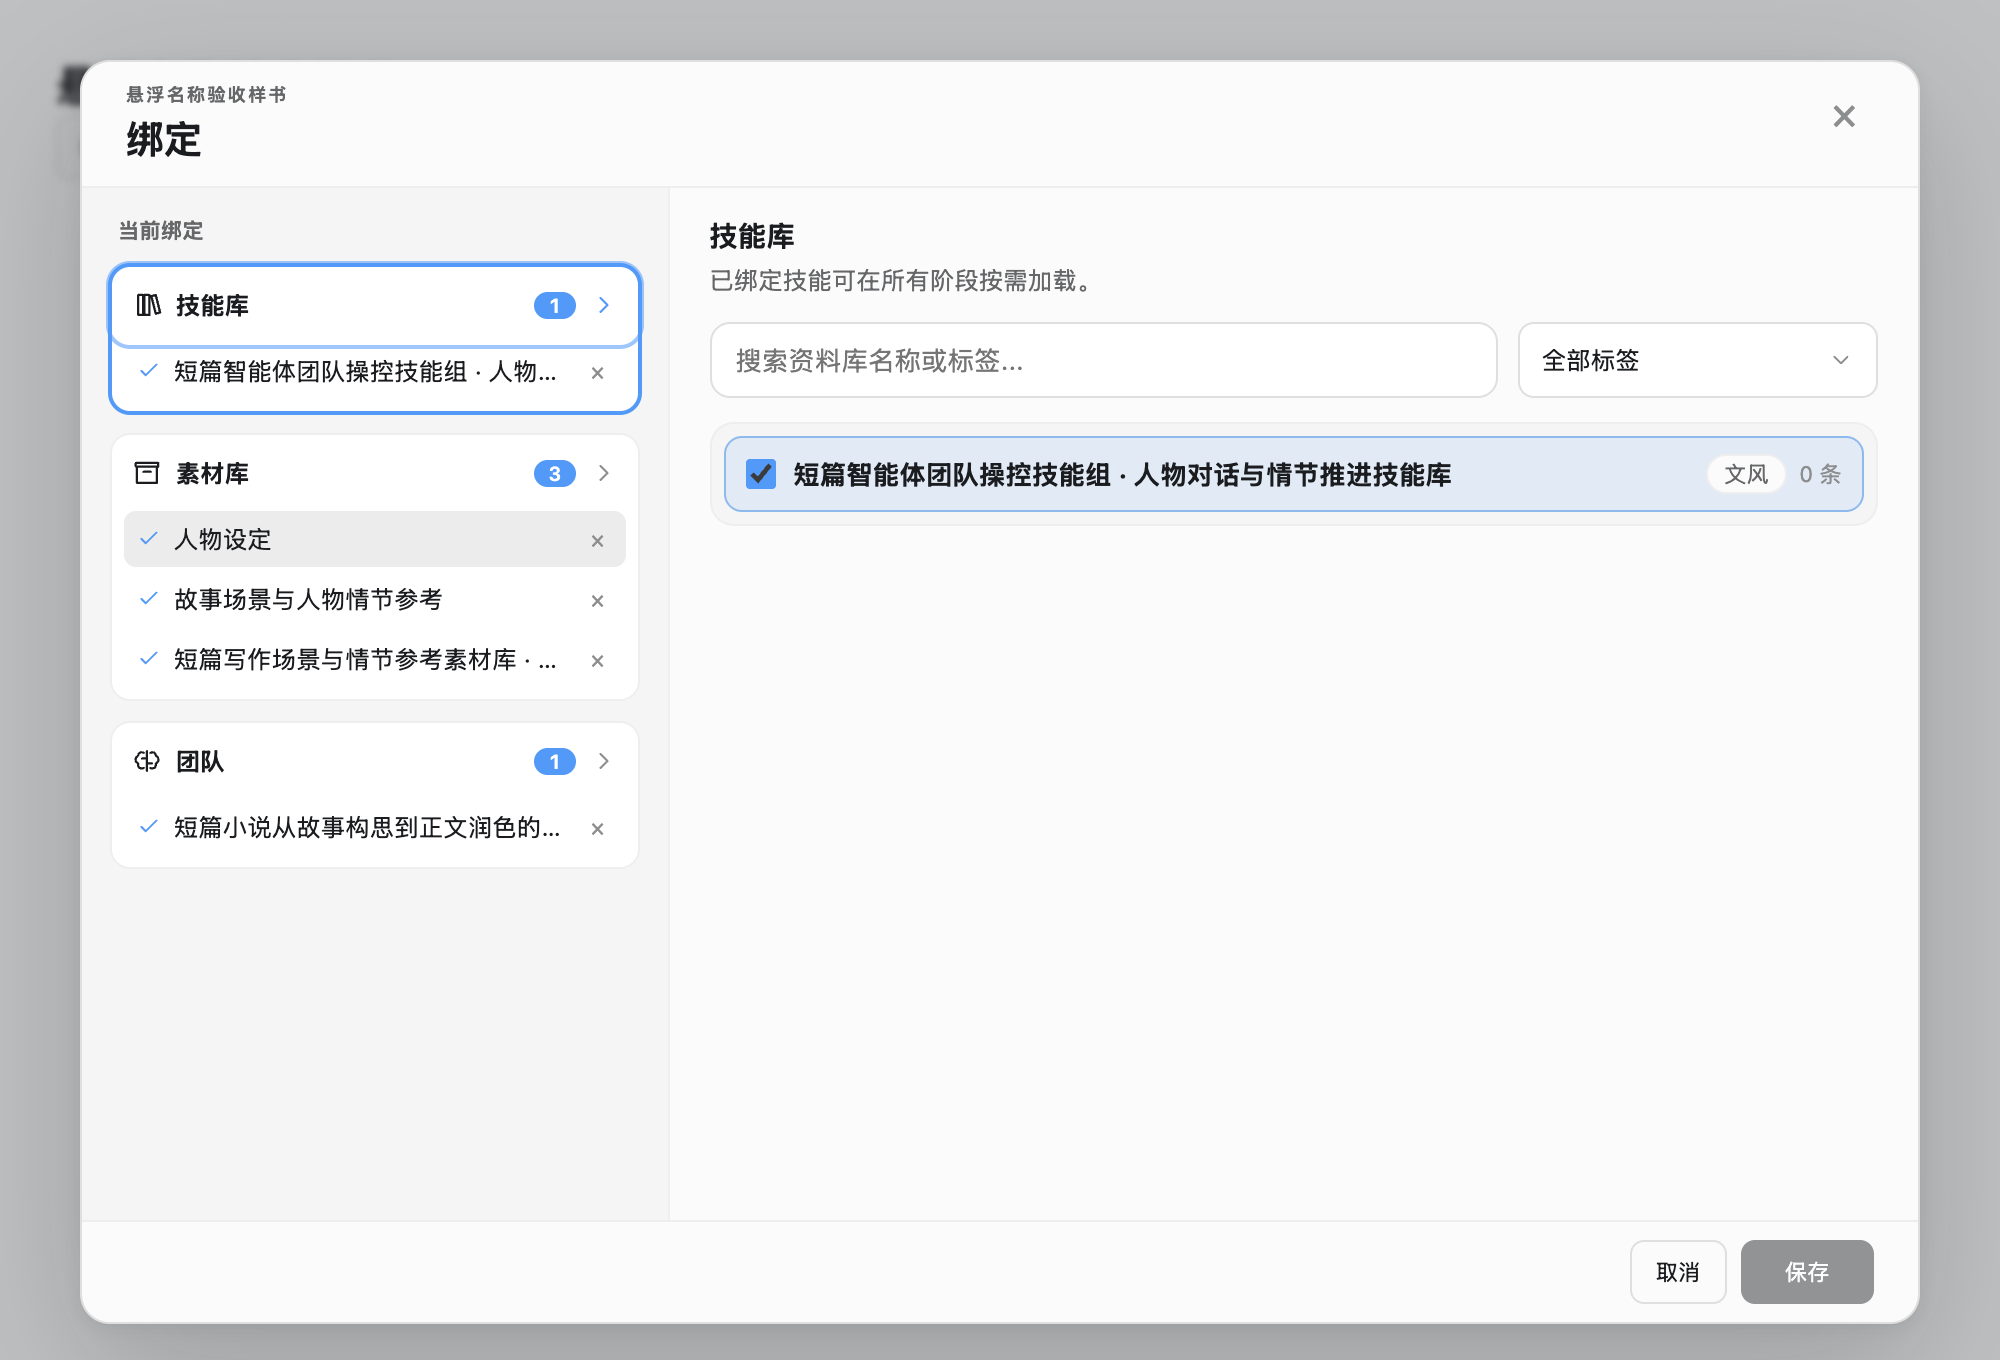 悬浮名称验收样书
绑定
当前绑定
技能库
1
短篇智能体团队操控技能组 · 人物...
素材库
3
人物设定
故事场景与人物情节参考
短篇写作场景与情节参考素材库 · ...
团队
1
短篇小说从故事构思到正文润色的...
技能库
已绑定技能可在所有阶段按需加载。
搜索资料库名称或标签...
全部标签
短篇智能体团队操控技能组 · 人物对话与情节推进技能库
文风
0 条
取消
保存